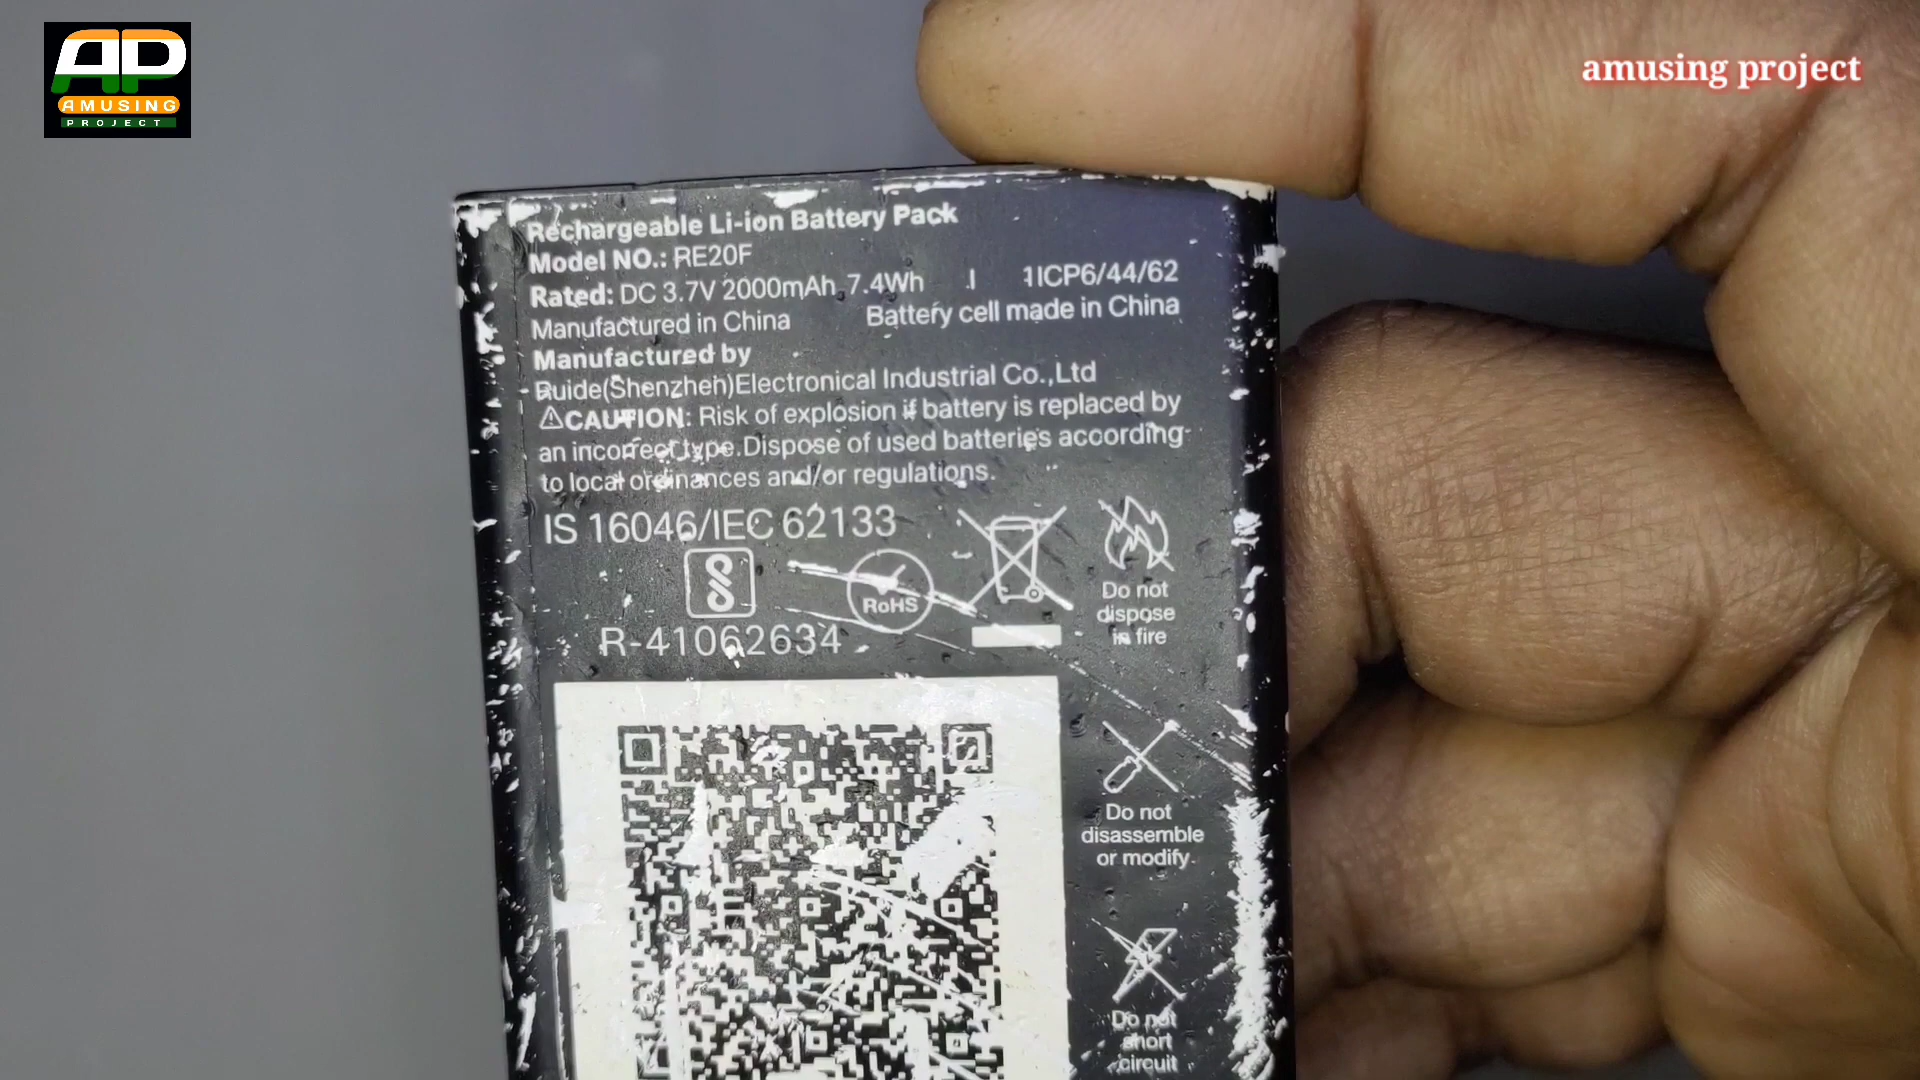 AP
AMUSING
PROJECT
amusing project
Rechargeable Li-ion Battery Pack
Model NO.: RE20F
Rated: DC 3.7V 2000mAh 7.4Wh 1ICP6/44/62
Manufactured in China Battery cell made in China
Manufactured by
Ruide(Shenzhen)Electronical Industrial Co.,Ltd
⚠CAUTION: Risk of explosion if battery is replaced by
an incorrect type.Dispose of used batteries according
to local ordinances and/or regulations.
IS 16046/IEC 62133
RoHS
R-41062634
Do not
dispose
in fire
Do not
disassemble
or modify
Do not
short
circuit